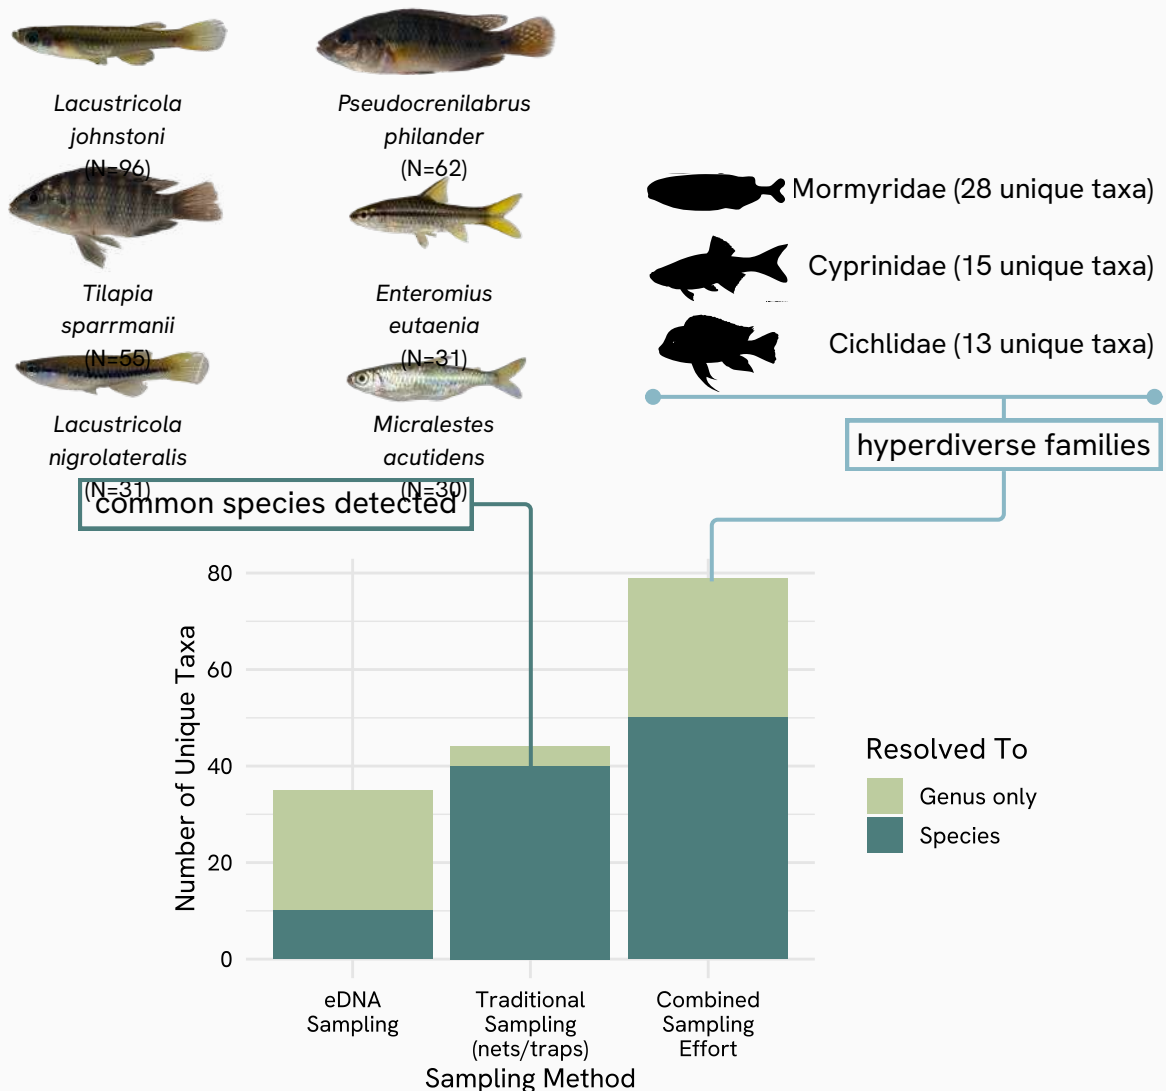 Lacustricola
johnstoni
(N=96)
Pseudocrenilabrus
philander
(N=62)
Tilapia
sparrmanii
(N=55)
Enteromius
eutaenia
(N=31)
Lacustricola
nigrolateralis
(N=31)
Micralestes
acutidens
(N=30)
common species detected
Mormyridae (28 unique taxa)
Cyprinidae (15 unique taxa)
Cichlidae (13 unique taxa)
hyperdiverse families
Number of Unique Taxa
80
60
40
20
0
eDNA
Sampling
Traditional
Sampling
(nets/traps)
Combined
Sampling
Effort
Sampling Method
Resolved To
Genus only
Species